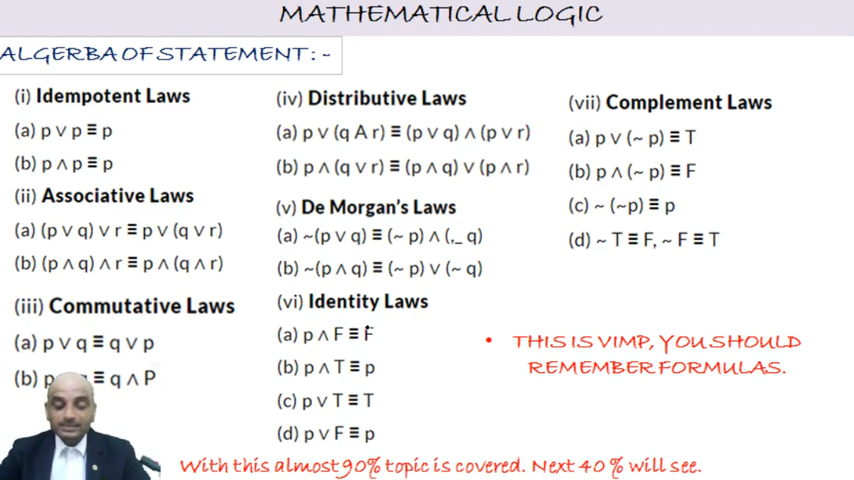 MATHEMATICAL LOGIC
ALGERBA OF STATEMENT : -
(i) Idempotent Laws
(a) p ∨ p ≡ p
(b) p ∧ p ≡ p
(ii) Associative Laws
(a) (p ∨ q) ∨ r ≡ p ∨ (q ∨ r)
(b) (p ∧ q) ∧ r ≡ p ∧ (q ∧ r)
(iii) Commutative Laws
(a) p ∨ q ≡ q ∨ p
(b) p ≡ q ∧ P
(iv) Distributive Laws
(a) p ∨ (q A r) ≡ (p ∨ q) ∧ (p ∨ r)
(b) p ∧ (q ∨ r) ≡ (p ∧ q) ∨ (p ∧ r)
(v) De Morgan's Laws
(a) ~(p ∨ q) ≡ (~ p) ∧ (,_ q)
(b) ~(p ∧ q) ≡ (~ p) ∨ (~ q)
(vi) Identity Laws
(a) p ∧ F ≡ F
(b) p ∧ T ≡ p
(c) p ∨ T ≡ T
(d) p ∨ F ≡ p
(vii) Complement Laws
(a) p ∨ (~ p) ≡ T
(b) p ∧ (~ p) ≡ F
(c) ~ (~p) ≡ p
(d) ~ T ≡ F, ~ F ≡ T
• THIS IS VIMP, YOU SHOULD
REMEMBER FORMULAS.
With this almost 90% topic is covered. Next 40 % will see.